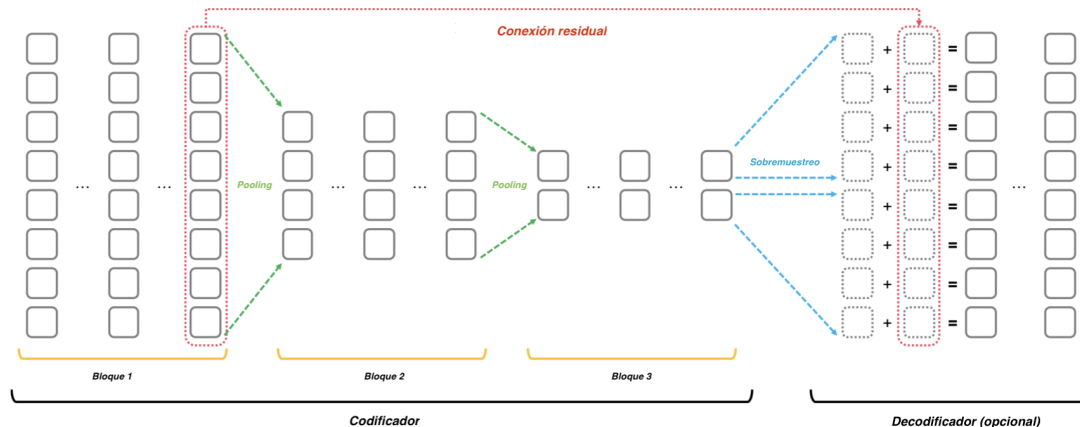 Conexión residual
+ =
+ =
+ =
Sobremuestreo
+ =
... ... Pooling ... ... Pooling ... ... + = ...
+ =
+ =
+ =
Bloque 1
Bloque 2
Bloque 3
Codificador
Decodificador (opcional)